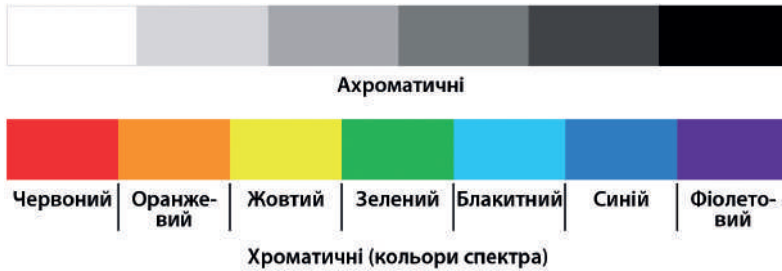 Ахроматичні
Червоний Оранже- Жовтий Зелений Блакитний Синій Фіолето-
вий вий
Хроматичні (кольори спектра)